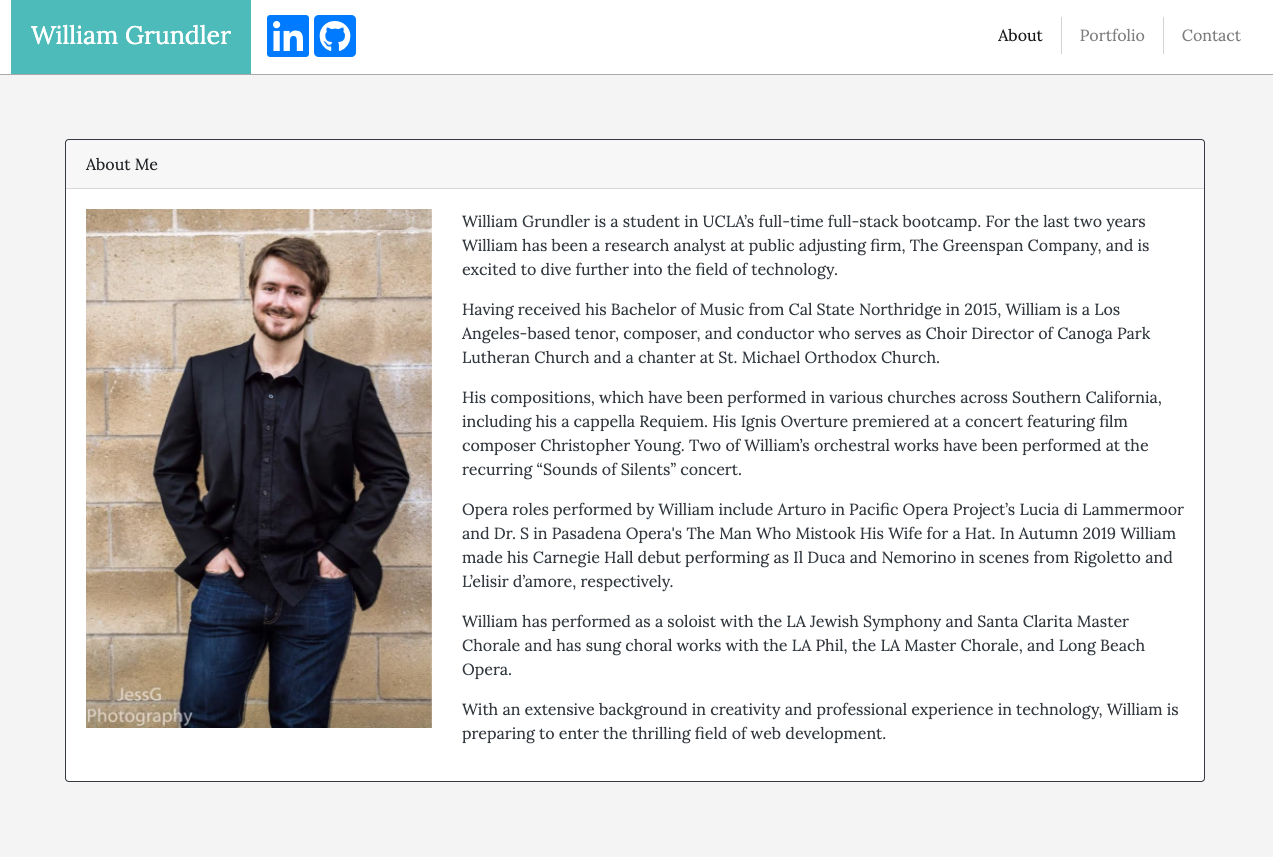 William Grundler
in
About
Portfolio
Contact
About Me
William Grundler is a student in UCLA’s full-time full-stack bootcamp. For the last two years
William has been a research analyst at public adjusting firm, The Greenspan Company, and is
excited to dive further into the field of technology.
Having received his Bachelor of Music from Cal State Northridge in 2015, William is a Los
Angeles-based tenor, composer, and conductor who serves as Choir Director of Canoga Park
Lutheran Church and a chanter at St. Michael Orthodox Church.
His compositions, which have been performed in various churches across Southern California,
including his a cappella Requiem. His Ignis Overture premiered at a concert featuring film
composer Christopher Young. Two of William’s orchestral works have been performed at the
recurring “Sounds of Silents” concert.
Opera roles performed by William include Arturo in Pacific Opera Project’s Lucia di Lammermoor
and Dr. S in Pasadena Opera's The Man Who Mistook His Wife for a Hat. In Autumn 2019 William
made his Carnegie Hall debut performing as Il Duca and Nemorino in scenes from Rigoletto and
L’elisir d’amore, respectively.
William has performed as a soloist with the LA Jewish Symphony and Santa Clarita Master
Chorale and has sung choral works with the LA Phil, the LA Master Chorale, and Long Beach
Opera.
With an extensive background in creativity and professional experience in technology, William is
preparing to enter the thrilling field of web development.
JessG
Photography